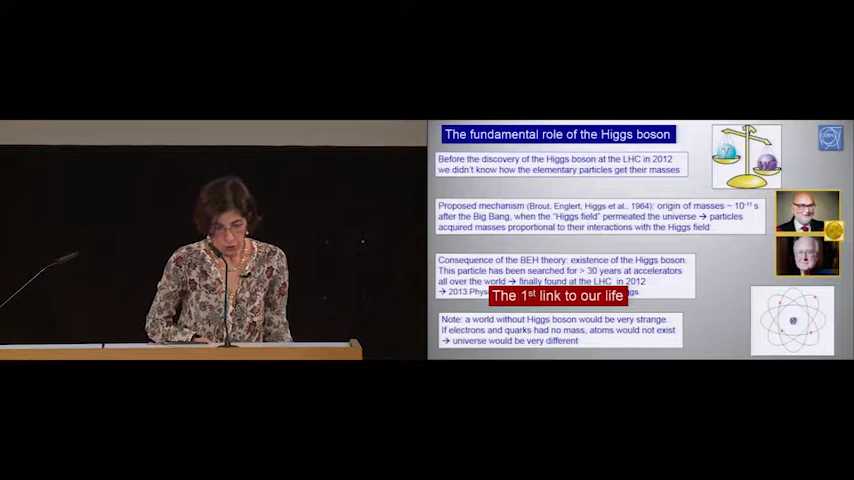 The fundamental role of the Higgs boson
Before the discovery of the Higgs boson at the LHC in 2012
we didn't know how the elementary particles get their masses
Proposed mechanism (Brout, Englert, Higgs et al., 1964): origin of masses ~ 10⁻¹¹ s
after the Big Bang, when the "Higgs field" permeated the universe → particles
acquired masses proportional to their interactions with the Higgs field
Consequence of the BEH theory: existence of the Higgs boson.
This particle has been searched for > 30 years at accelerators
all over the world → finally found at the LHC in 2012
→ 2013
The 1st link to our life
Note: a world without Higgs boson would be very strange.
If electrons and quarks had no mass, atoms would not exist
→ universe would be very different